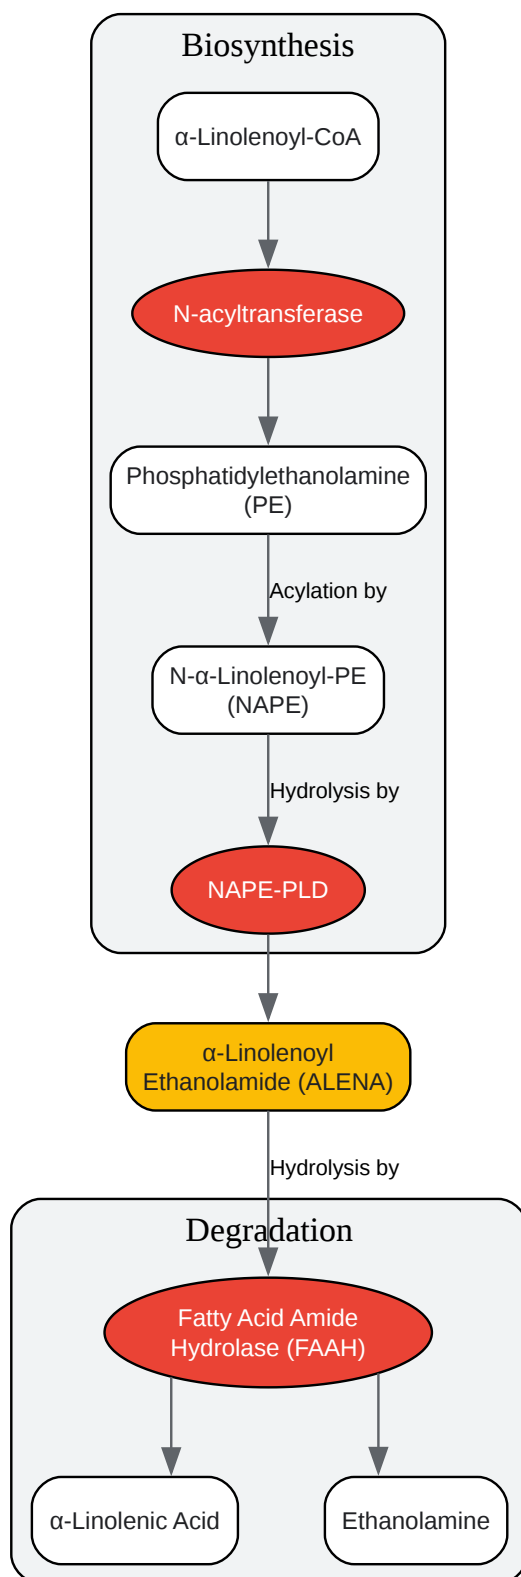 Biosynthesis
α-Linolenoyl-CoA
N-acyltransferase
Phosphatidylethanolamine
(PE)
Acylation by
N-α-Linolenoyl-PE
(NAPE)
Hydrolysis by
NAPE-PLD
α-Linolenoyl
Ethanolamide (ALENA)
Hydrolysis by
Degradation
Fatty Acid Amide
Hydrolase (FAAH)
α-Linolenic Acid
Ethanolamine